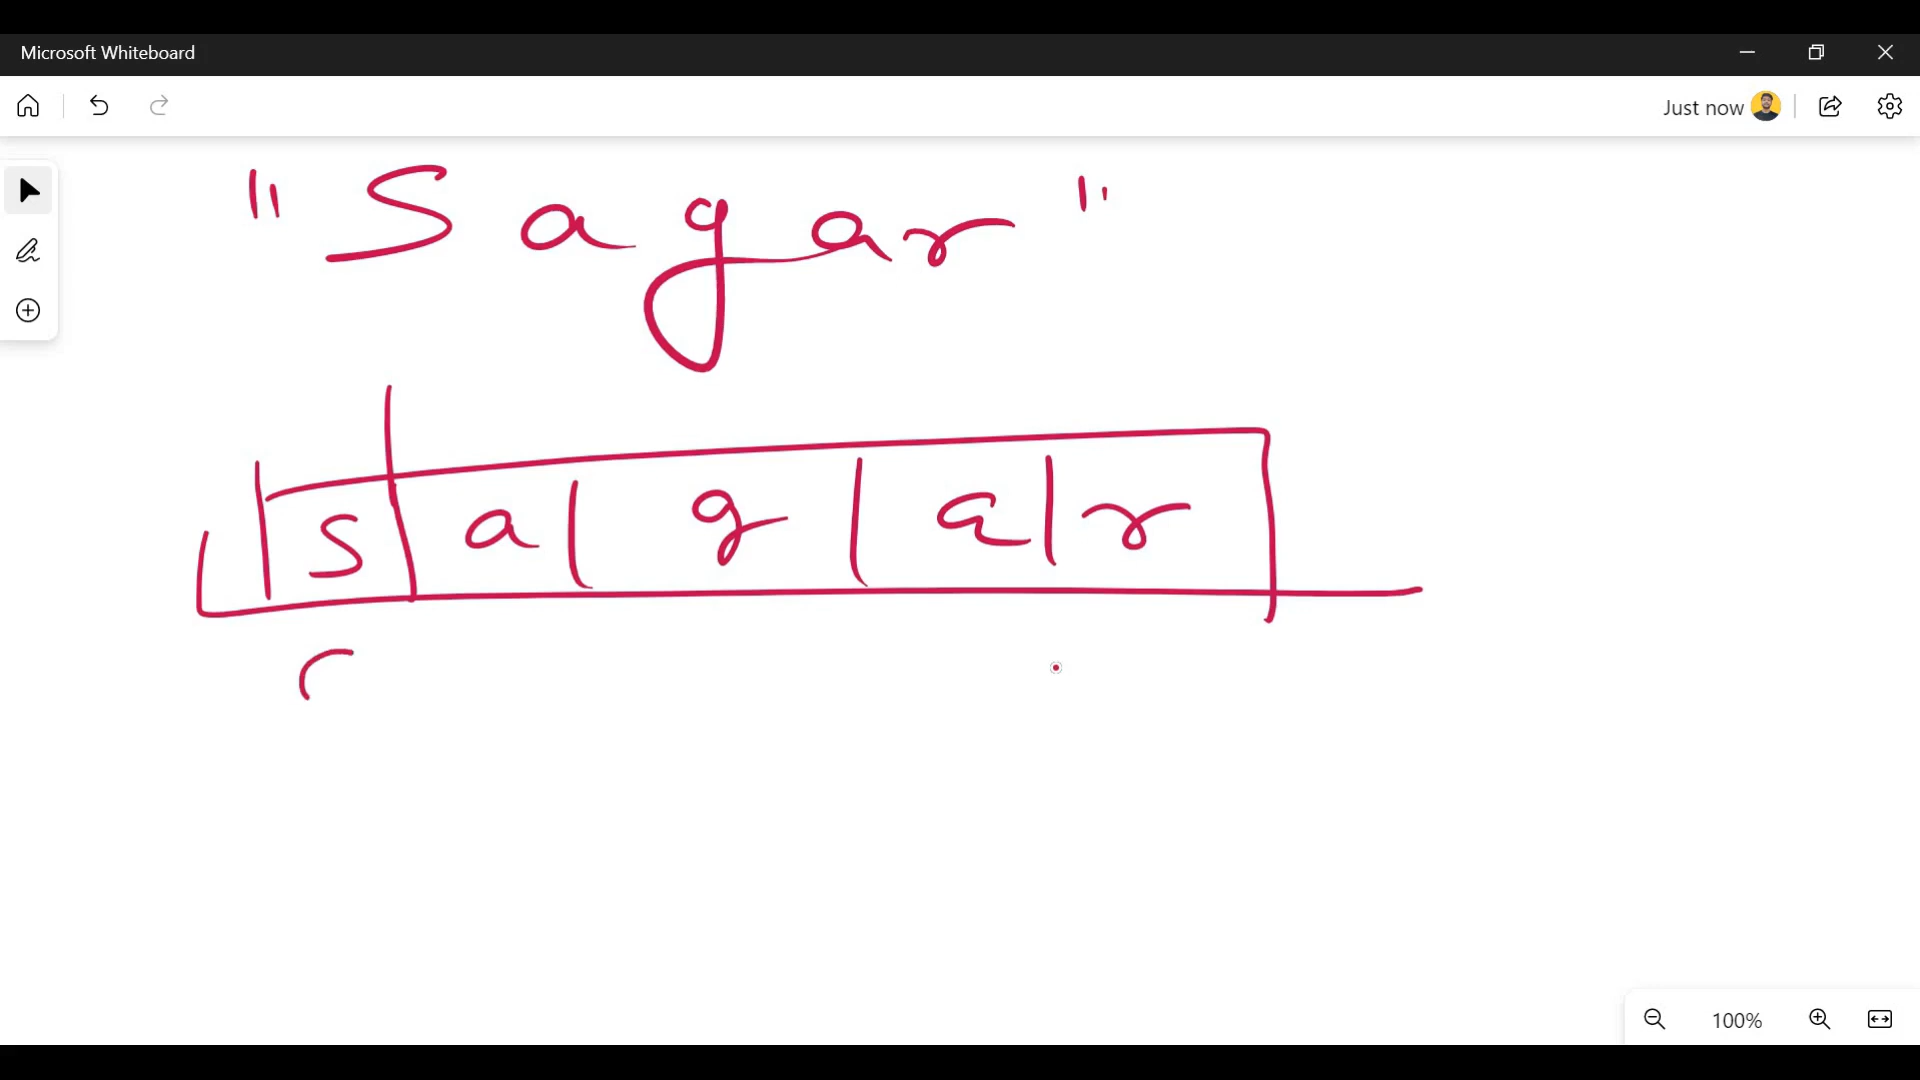 Microsoft Whiteboard
Just now
"Sagar"
S a g a r
100%